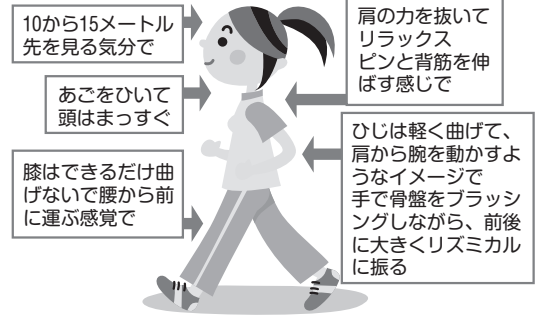 10から15メートル
先を見る気分で
あごをひいて
頭はまっすぐ
膝はできるだけ曲
げないで腰から前
に運ぶ感覚で
肩の力を抜いて
リラックス
ピンと背筋を伸
ばす感じで
ひじは軽く曲げて、
肩から腕を動かすよ
うなイメージで
手で骨盤をブラッシ
ングしながら、前後
に大きくリズミカル
に振る